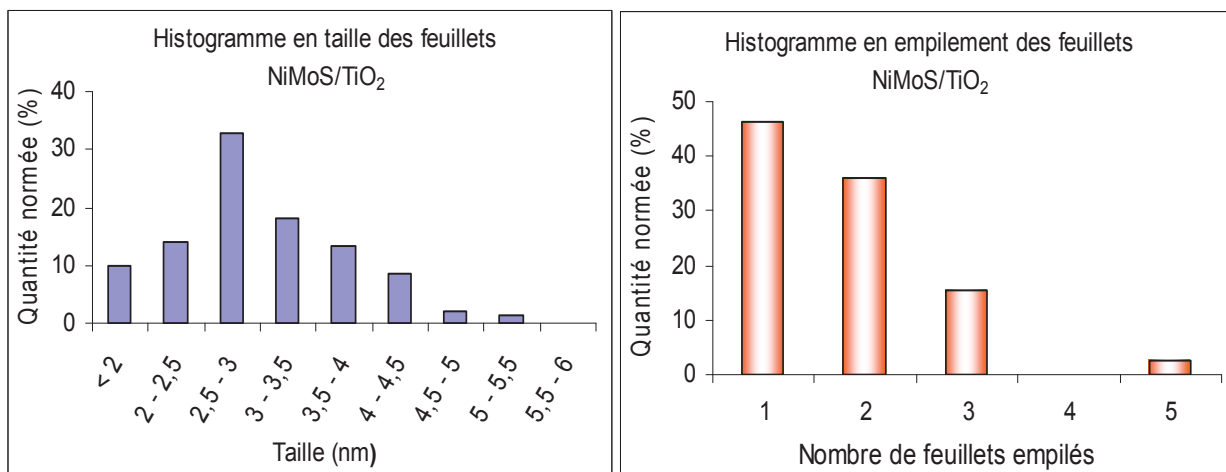 Histogramme en taille des feuillets
NiMoS/TiO₂
Quantité normée (%)
40
30
20
10
0
< 2
2 - 2,5
2,5 - 3
3 - 3,5
3,5 - 4
4 - 4,5
4,5 - 5
5 - 5,5
5,5 - 6
Taille (nm)
Histogramme en empilement des feuillets
NiMoS/TiO₂
Quantité normée (%)
50
40
30
20
10
0
1 2 3 4 5
Nombre de feuillets empilés